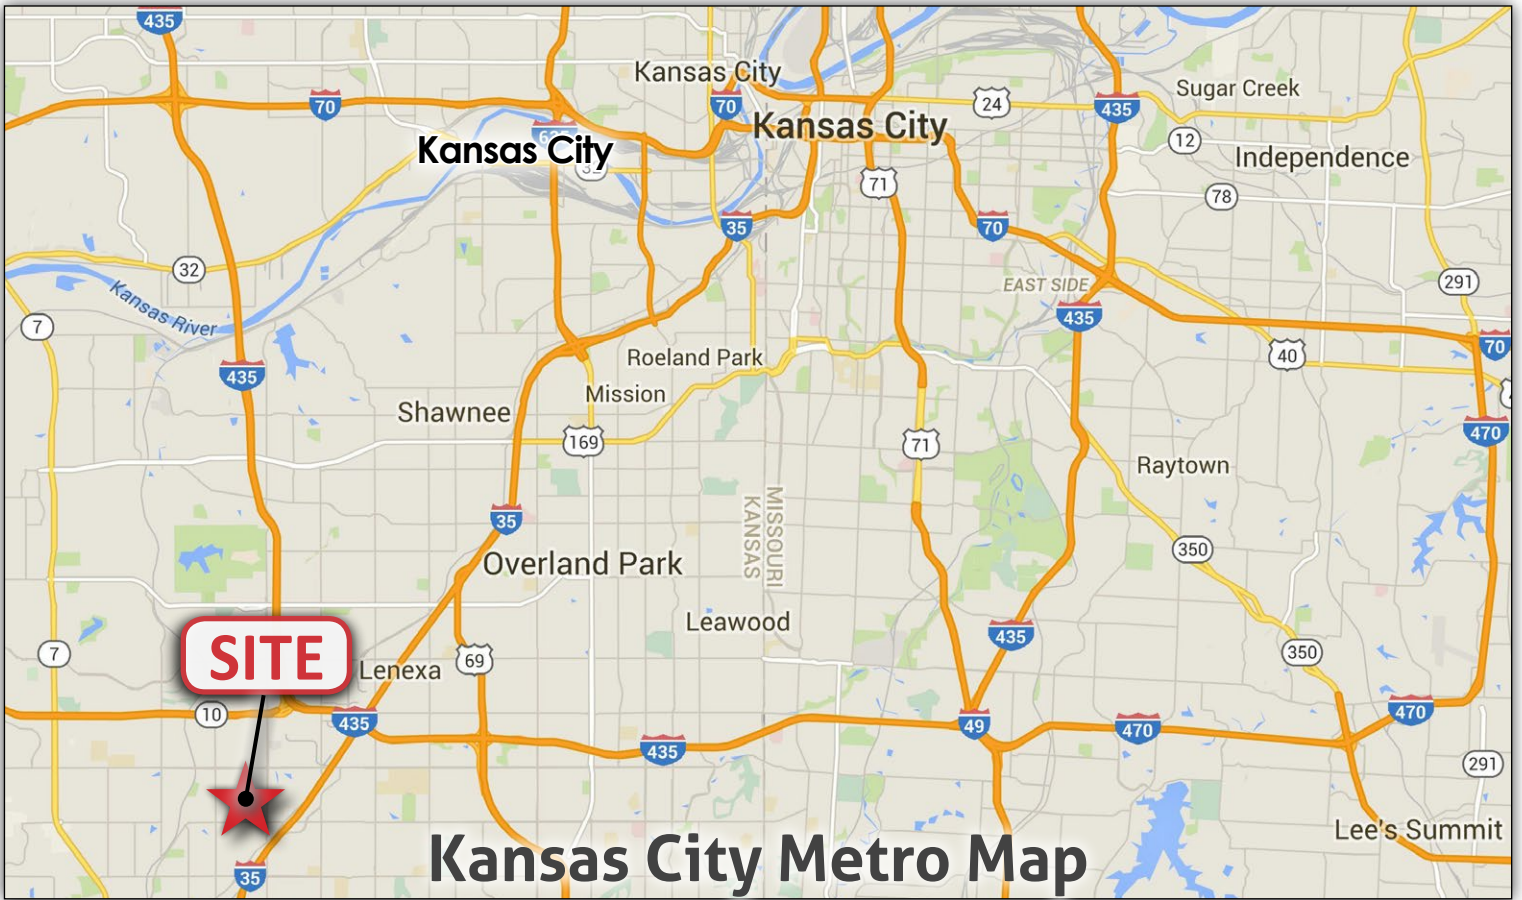 435
Kansas City
70
70
24
435
Sugar Creek
Kansas City
12
Kansas City
Independence
71
78
35
70
32
291
EAST SIDE
Kansas River
7
435
70
40
Roeland Park
435
Mission
Shawnee
169
71
470
Raytown
35
MISSOURI
KANSAS
350
Overland Park
Leawood
435
SITE
7
69
350
Lenexa
10
435
49
470
470
435
291
Lee's Summit
Kansas City Metro Map
35